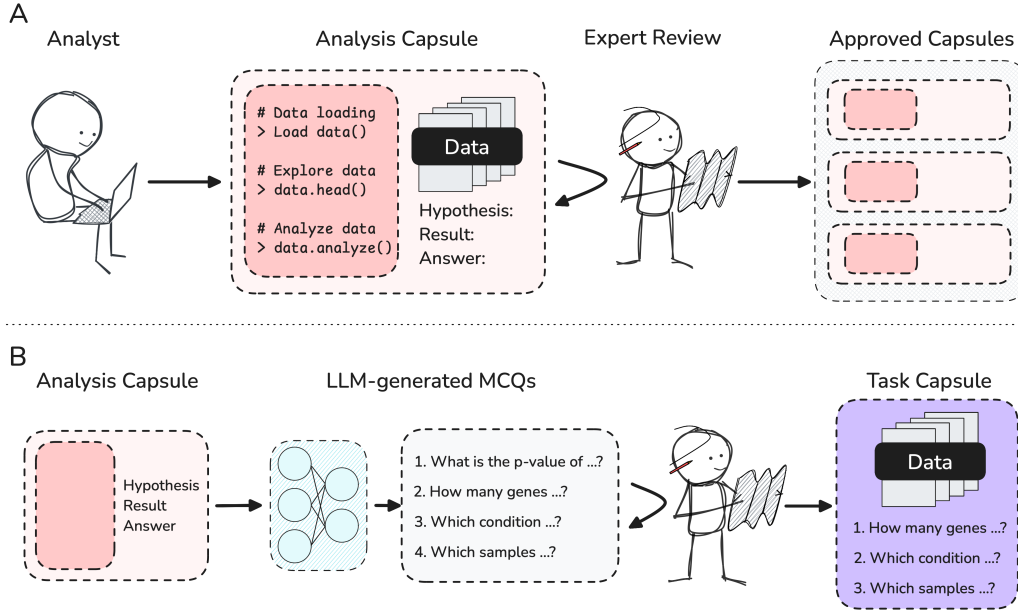 A
Analyst
Analysis Capsule
Expert Review
Approved Capsules
# Data loading
> Load data()
# Explore data
> data.head()
# Analyze data
> data.analyze()
Data
Hypothesis:
Result:
Answer:
B
Analysis Capsule
LLM-generated MCQs
Task Capsule
Hypothesis
Result
Answer
1. What is the p-value of ...?
2. How many genes ...?
3. Which condition ...?
4. Which samples ...?
Data
1. How many genes ...?
2. Which condition ...?
3. Which samples ...?